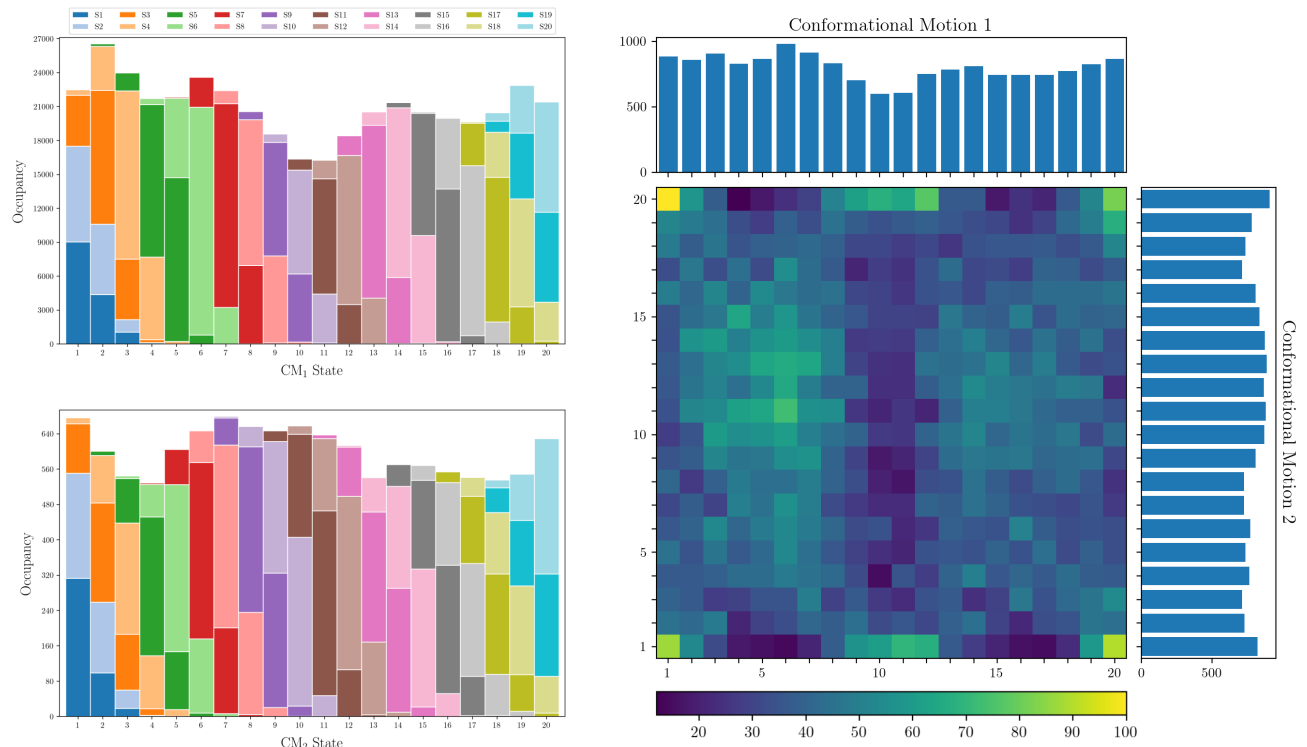 S1 S3 S5 S7 S9 S11 S13 S15 S17 S19
S2 S4 S6 S8 S10 S12 S14 S16 S18 S20
27000
24000
21000
18000
15000
12000
9000
6000
3000
0
Occupancy
1 2 3 4 5 6 7 8 9 10 11 12 13 14 15 16 17 18 19 20
CM1 State
640
560
480
400
320
240
160
80
0
Occupancy
1 2 3 4 5 6 7 8 9 10 11 12 13 14 15 16 17 18 19 20
CM2 State
Conformational Motion 1
1000
500
0
20
15
10
5
1
1 5 10 15 20
0 500
Conformational Motion 2
20 30 40 50 60 70 80 90 100